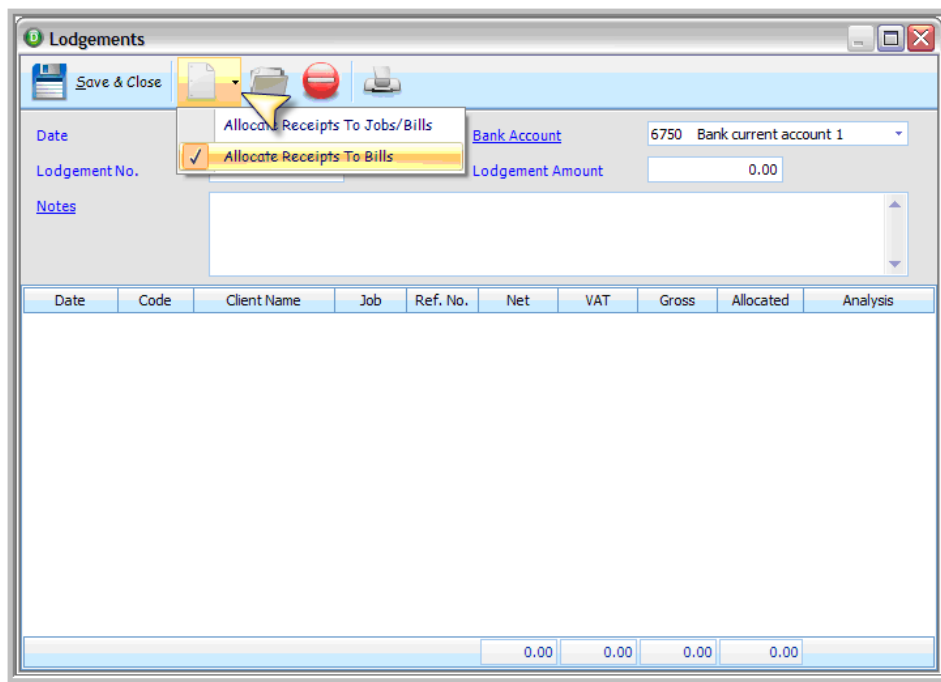 Lodgements
Save & Close
Allocate Receipts To Jobs/Bills
Date Bank Account 6750 Bank current account 1
Allocate Receipts To Bills
Lodgement No. Lodgement Amount 0.00
Notes
Date Code Client Name Job Ref. No. Net VAT Gross Allocated Analysis
0.00 0.00 0.00 0.00